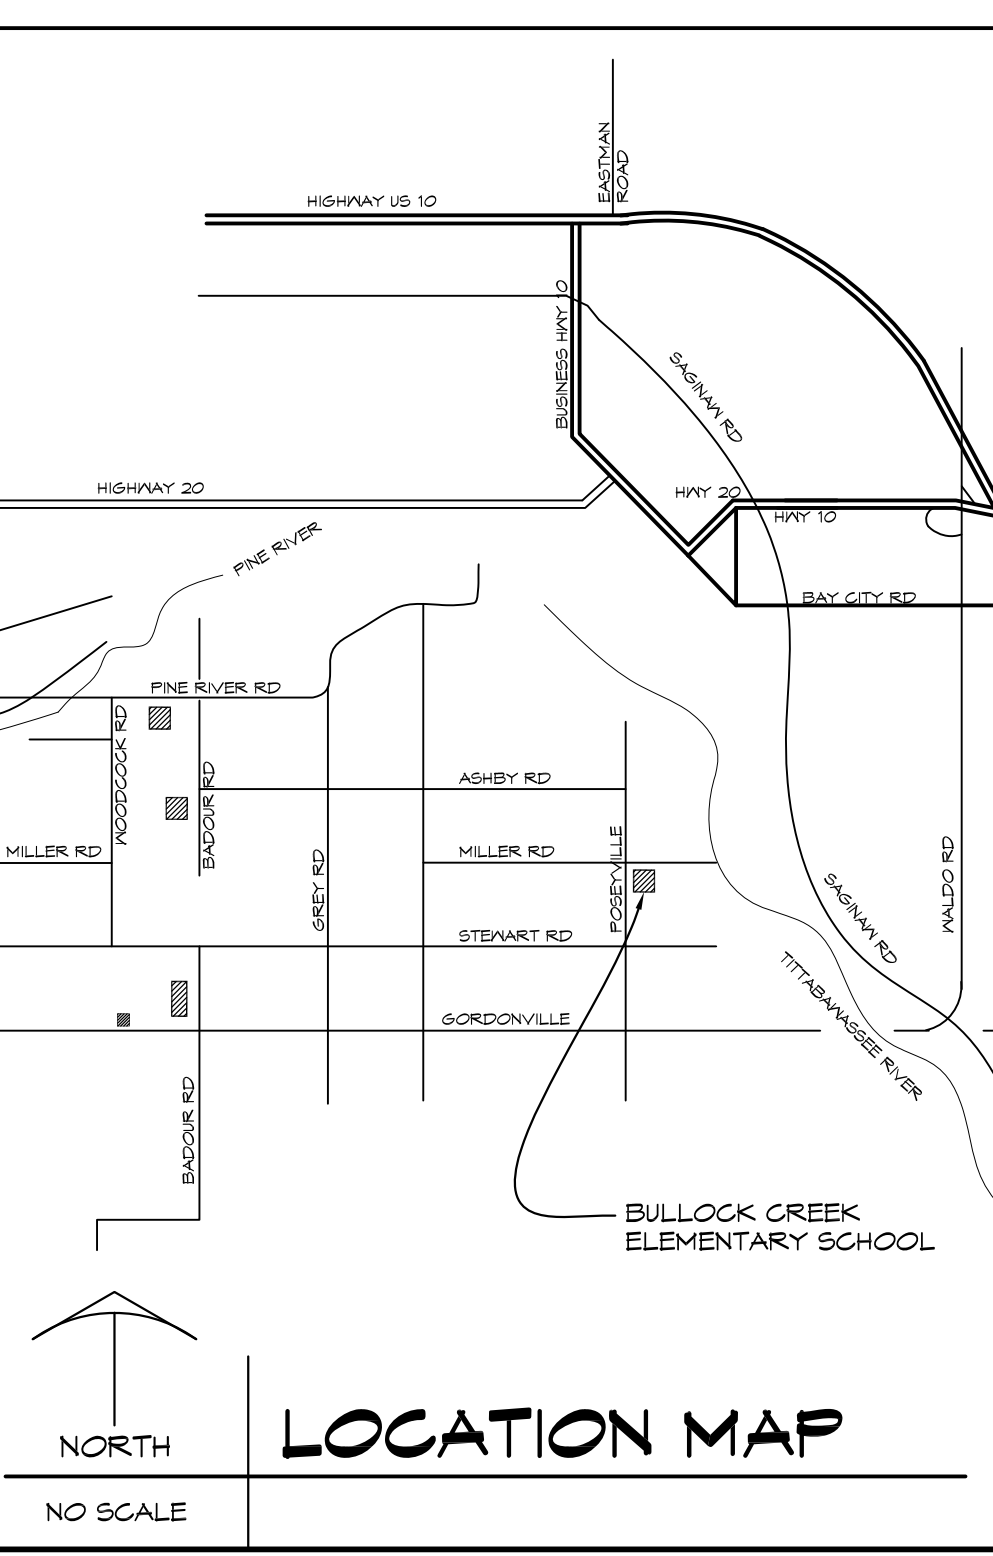 EASTMAN
ROAD
HIGHWAY US 10
BUSINESS HWY 10
SAGINAW RD
HIGHWAY 20
HWY 20
HWY 10
PINE RIVER
BAY CITY RD
PINE RIVER RD
WOODCOCK RD
BADOUR RD
ASHBY RD
MILLER RD
GREY RD
MILLER RD
POSEYVILLE
WALDO RD
SAGINAW RD
STEWART RD
TITTABAWASSEE RIVER
GORDONVILLE
BADOUR RD
BULLOCK CREEK
ELEMENTARY SCHOOL
NORTH
LOCATION MAP
NO SCALE